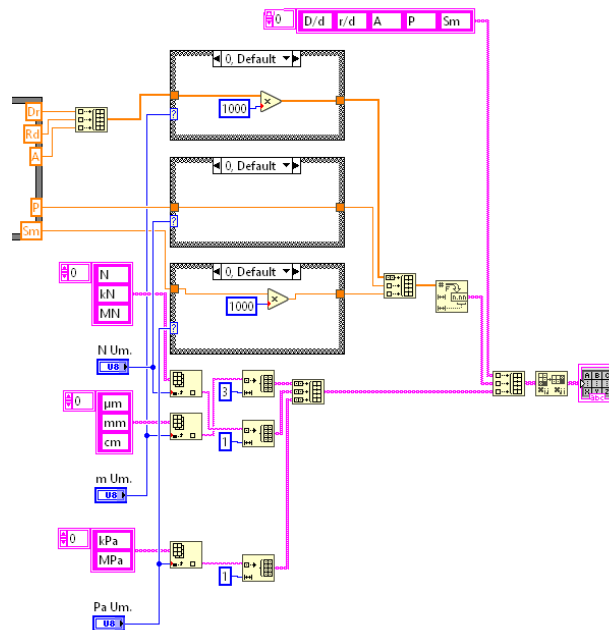 0 D/d r/d A P Sm
0, Default
Dr
Rd
A
1000
×
?
0, Default
P
Sm
?
0, Default
0 N
kN
MN
×
1000
?
N Um.
U8
3
0 µm
mm
cm
1
m Um.
U8
0 kPa
MPa
1
Pa Um.
U8
A B C
abc